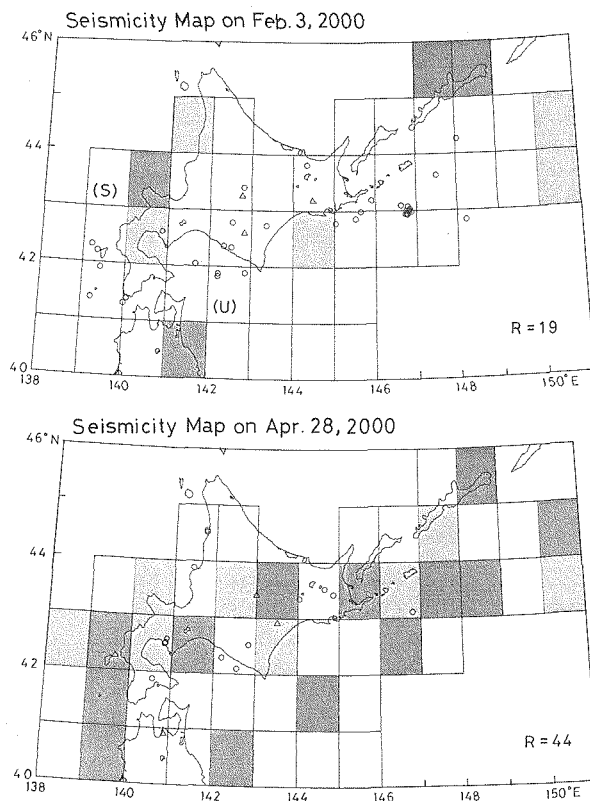 Seismicity Map on Feb. 3, 2000
46°N
44
(S)
42
(U)
R = 19
40
138 140 142 144 146 148 150°E
Seismicity Map on Apr. 28, 2000
46°N
44
42
R = 44
40
138 140 142 144 146 148 150°E